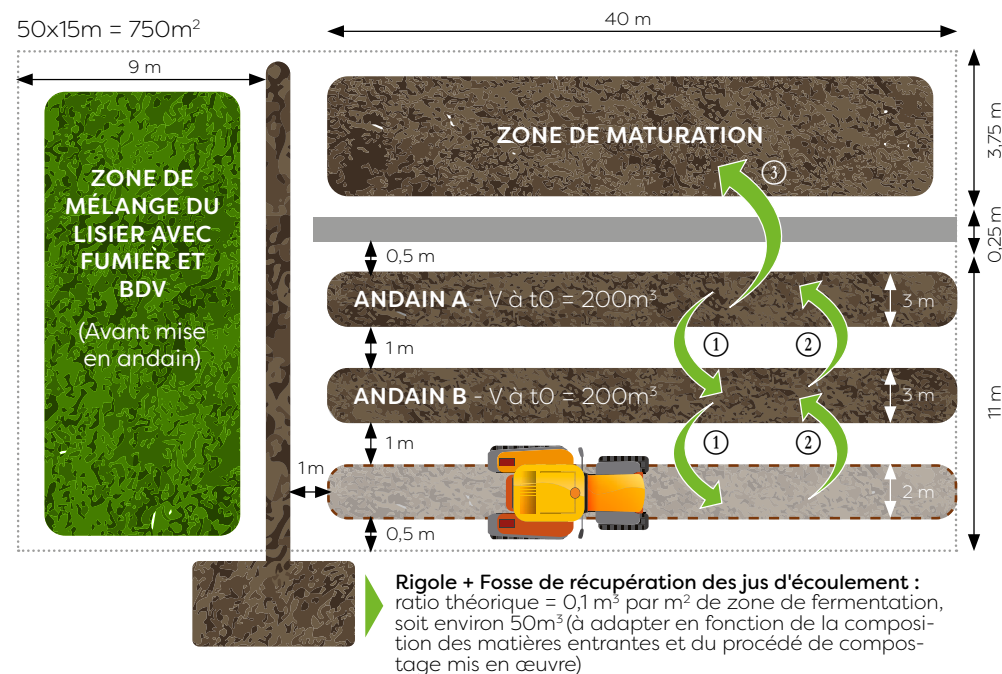 50x15m = 750m²
40 m
9 m
3,75 m
ZONE DE MATURATION
③
ZONE DE
MÉLANGE DU
LISIER AVEC
FUMIER ET
BDV
(Avant mise
en andain)
0,25 m
0,5 m
ANDAIN A - V à t0 = 200m³
3 m
①
②
1 m
11 m
ANDAIN B - V à t0 = 200m³
3 m
①
②
1 m
1 m
2 m
0,5 m
Rigole + Fosse de récupération des jus d'écoulement :
ratio théorique = 0,1 m³ par m² de zone de fermentation,
soit environ 50m³ (à adapter en fonction de la composi-
tion des matières entrantes et du procédé de compos-
tage mis en œuvre)